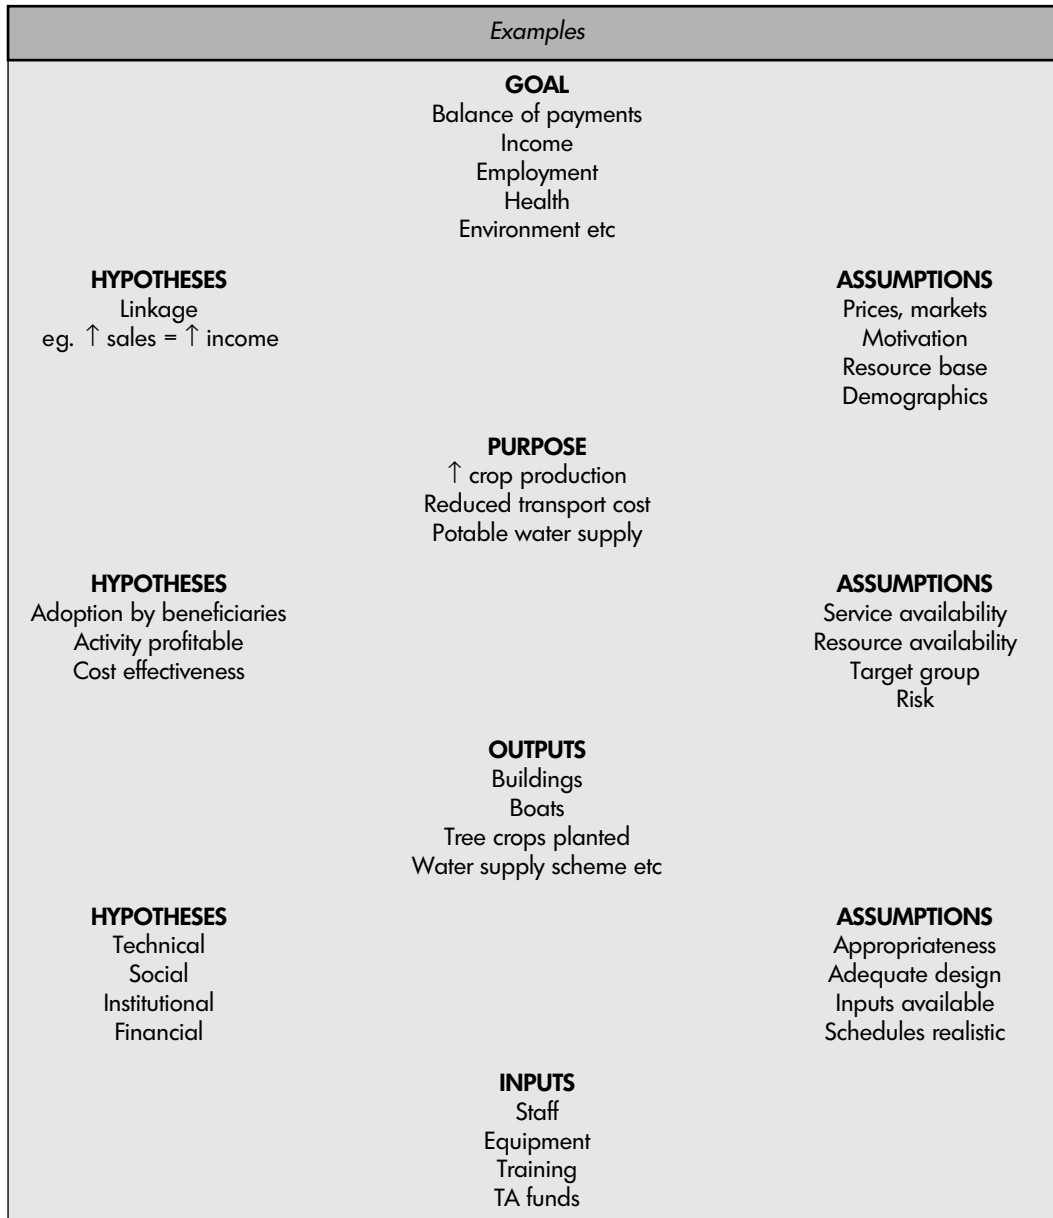 Examples
GOAL
Balance of payments
Income
Employment
Health
Environment etc
HYPOTHESES
Linkage
eg. ↑ sales = ↑ income
ASSUMPTIONS
Prices, markets
Motivation
Resource base
Demographics
PURPOSE
↑ crop production
Reduced transport cost
Potable water supply
HYPOTHESES
Adoption by beneficiaries
Activity profitable
Cost effectiveness
ASSUMPTIONS
Service availability
Resource availability
Target group
Risk
OUTPUTS
Buildings
Boats
Tree crops planted
Water supply scheme etc
HYPOTHESES
Technical
Social
Institutional
Financial
ASSUMPTIONS
Appropriateness
Adequate design
Inputs available
Schedules realistic
INPUTS
Staff
Equipment
Training
TA funds